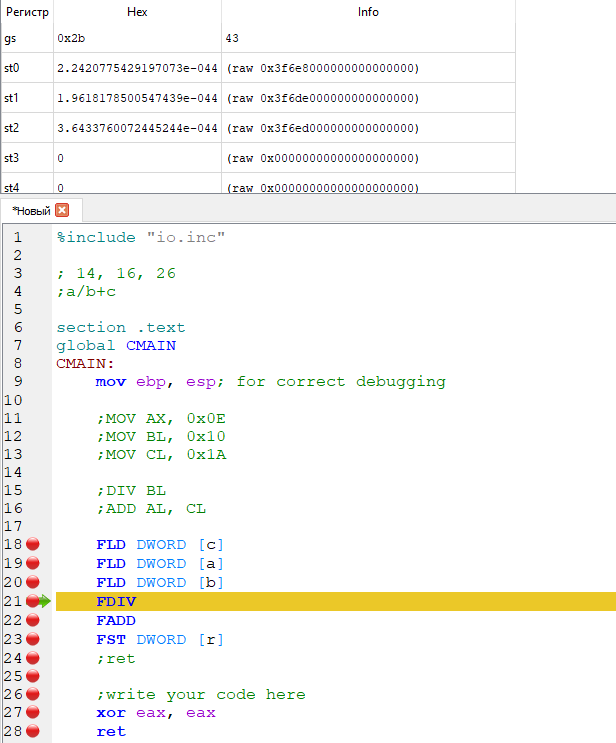 Регистр Hex Info
gs 0x2b 43
st0 2.2420775429197073e-044 (raw 0x3f6e8000000000000000)
st1 1.9618178500547439e-044 (raw 0x3f6de000000000000000)
st2 3.6433760072445244e-044 (raw 0x3f6ed000000000000000)
st3 0 (raw 0x00000000000000000000)
st4 0 (raw 0x00000000000000000000)
*Новый
1 %include "io.inc"
2
3 ; 14, 16, 26
4 ;a/b+c
5
6 section .text
7 global CMAIN
8 CMAIN:
9 mov ebp, esp; for correct debugging
10
11 ;MOV AX, 0x0E
12 ;MOV BL, 0x10
13 ;MOV CL, 0x1A
14
15 ;DIV BL
16 ;ADD AL, CL
17
18 FLD DWORD [c]
19 FLD DWORD [a]
20 FLD DWORD [b]
21 FDIV
22 FADD
23 FST DWORD [r]
24 ;ret
25
26 ;write your code here
27 xor eax, eax
28 ret